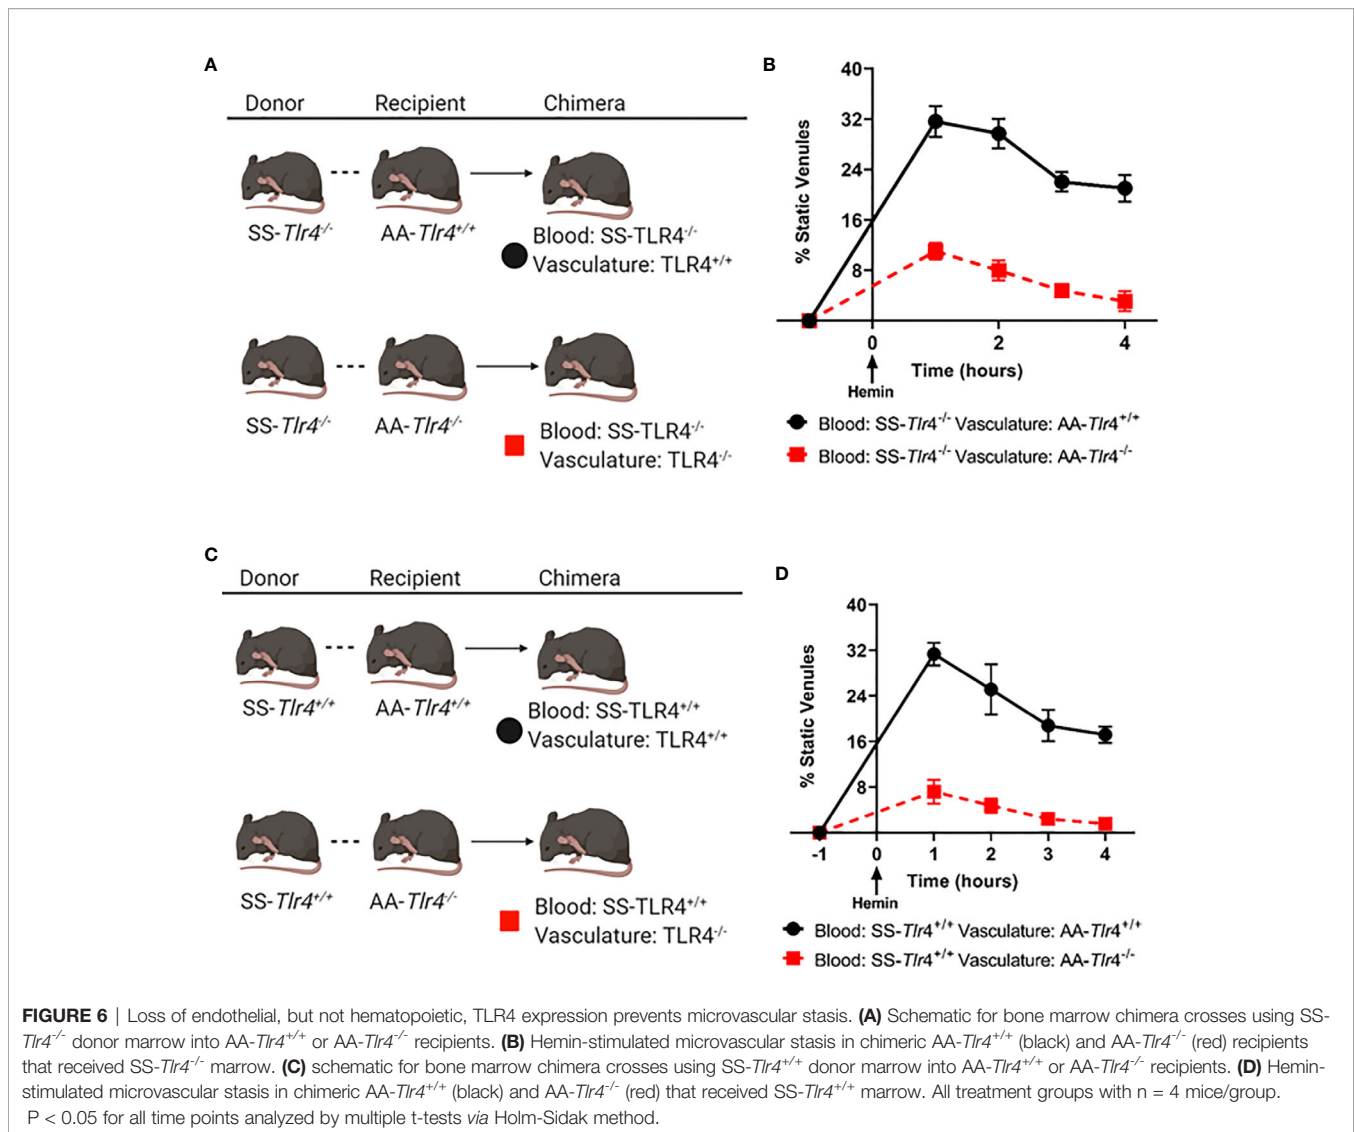 A
Donor Recipient Chimera
SS-Tlr4-/- AA-Tlr4+/+
Blood: SS-TLR4-/-
Vasculature: TLR4+/+
SS-Tlr4-/- AA-Tlr4-/-
Blood: SS-TLR4-/-
Vasculature: TLR4-/-
B
% Static Venules
40
32
24
16
8
0 2 4
Time (hours)
Hemin
Blood: SS-Tlr4-/- Vasculature: AA-Tlr4+/+
Blood: SS-Tlr4-/- Vasculature: AA-Tlr4-/-
C
Donor Recipient Chimera
SS-Tlr4+/+ AA-Tlr4+/+
Blood: SS-TLR4+/+
Vasculature: TLR4+/+
SS-Tlr4+/+ AA-Tlr4-/-
Blood: SS-TLR4+/+
Vasculature: TLR4-/-
D
% Static Venules
40
32
24
16
8
-1 0 1 2 3 4
Time (hours)
Hemin
Blood: SS-Tlr4+/+ Vasculature: AA-Tlr4+/+
Blood: SS-Tlr4+/+ Vasculature: AA-Tlr4-/-
FIGURE 6 | Loss of endothelial, but not hematopoietic, TLR4 expression prevents microvascular stasis. (A) Schematic for bone marrow chimera crosses using SS-
Tlr4-/- donor marrow into AA-Tlr4+/+ or AA-Tlr4-/- recipients. (B) Hemin-stimulated microvascular stasis in chimeric AA-Tlr4+/+ (black) and AA-Tlr4-/- (red) recipients
that received SS-Tlr4-/- marrow. (C) schematic for bone marrow chimera crosses using SS-Tlr4+/+ donor marrow into AA-Tlr4+/+ or AA-Tlr4-/- recipients. (D) Hemin-
stimulated microvascular stasis in chimeric AA-Tlr4+/+ (black) and AA-Tlr4-/- (red) that received SS-Tlr4+/+ marrow. All treatment groups with n = 4 mice/group.
P < 0.05 for all time points analyzed by multiple t-tests via Holm-Sidak method.